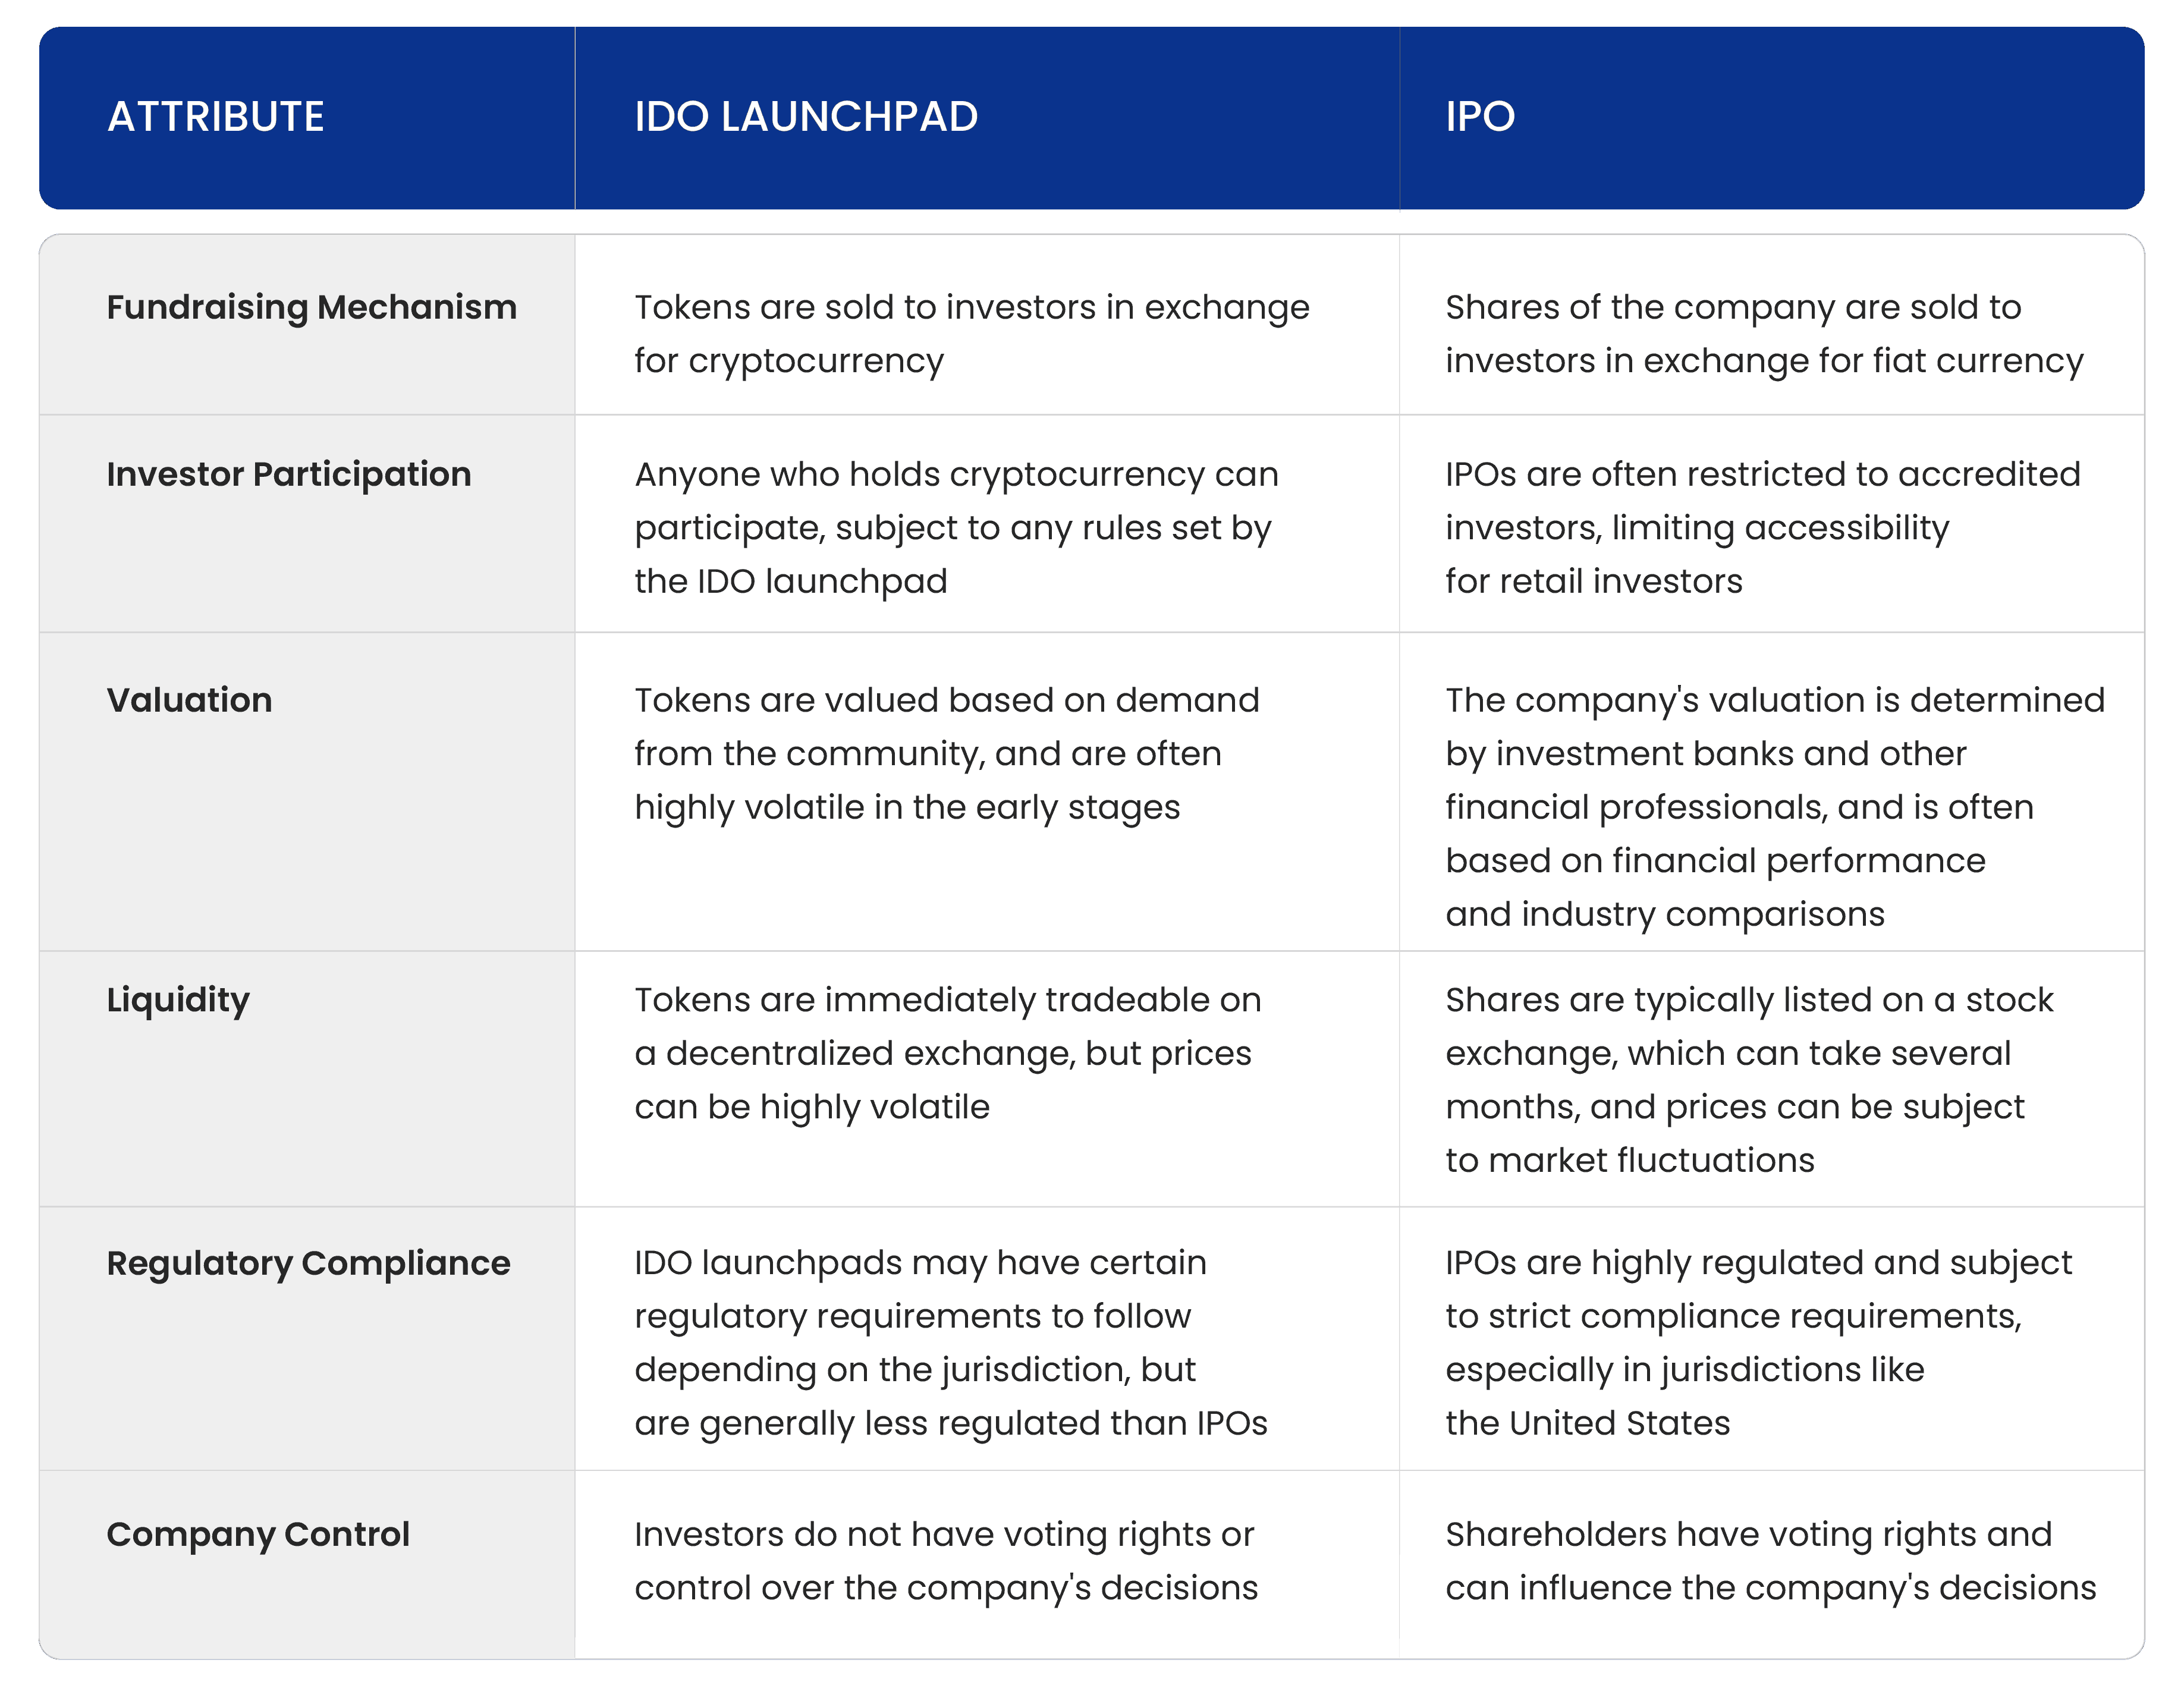 ATTRIBUTE
IDO LAUNCHPAD
IPO
Fundraising Mechanism
Tokens are sold to investors in exchange
for cryptocurrency
Shares of the company are sold to
investors in exchange for fiat currency
Investor Participation
Anyone who holds cryptocurrency can
participate, subject to any rules set by
the IDO launchpad
IPOs are often restricted to accredited
investors, limiting accessibility
for retail investors
Valuation
Tokens are valued based on demand
from the community, and are often
highly volatile in the early stages
The company's valuation is determined
by investment banks and other
financial professionals, and is often
based on financial performance
and industry comparisons
Liquidity
Tokens are immediately tradeable on
a decentralized exchange, but prices
can be highly volatile
Shares are typically listed on a stock
exchange, which can take several
months, and prices can be subject
to market fluctuations
Regulatory Compliance
IDO launchpads may have certain
regulatory requirements to follow
depending on the jurisdiction, but
are generally less regulated than IPOs
IPOs are highly regulated and subject
to strict compliance requirements,
especially in jurisdictions like
the United States
Company Control
Investors do not have voting rights or
control over the company's decisions
Shareholders have voting rights and
can influence the company's decisions